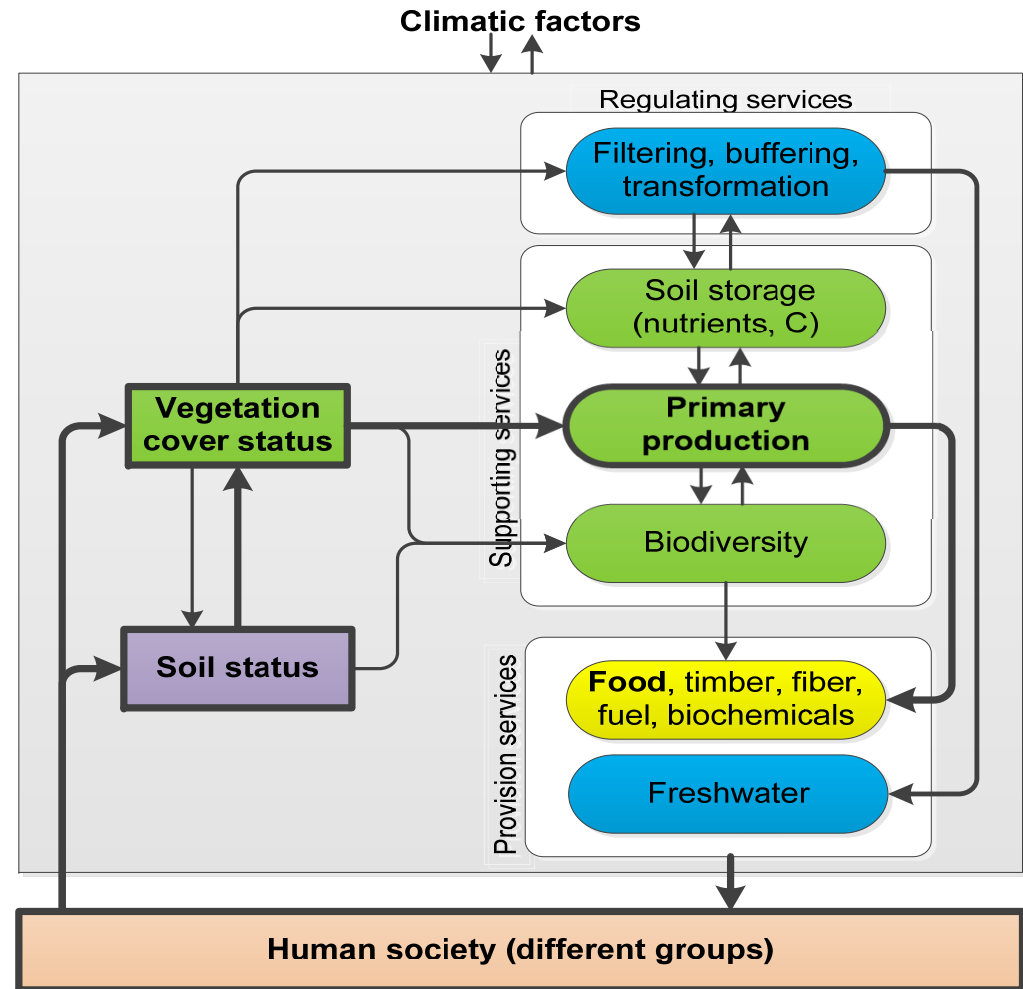 Climatic factors
Regulating services
Filtering, buffering,
transformation
Soil storage
(nutrients, C)
Supporting services
Vegetation
cover status
Primary
production
Biodiversity
Soil status
Provision services
Food, timber, fiber,
fuel, biochemicals
Freshwater
Human society (different groups)